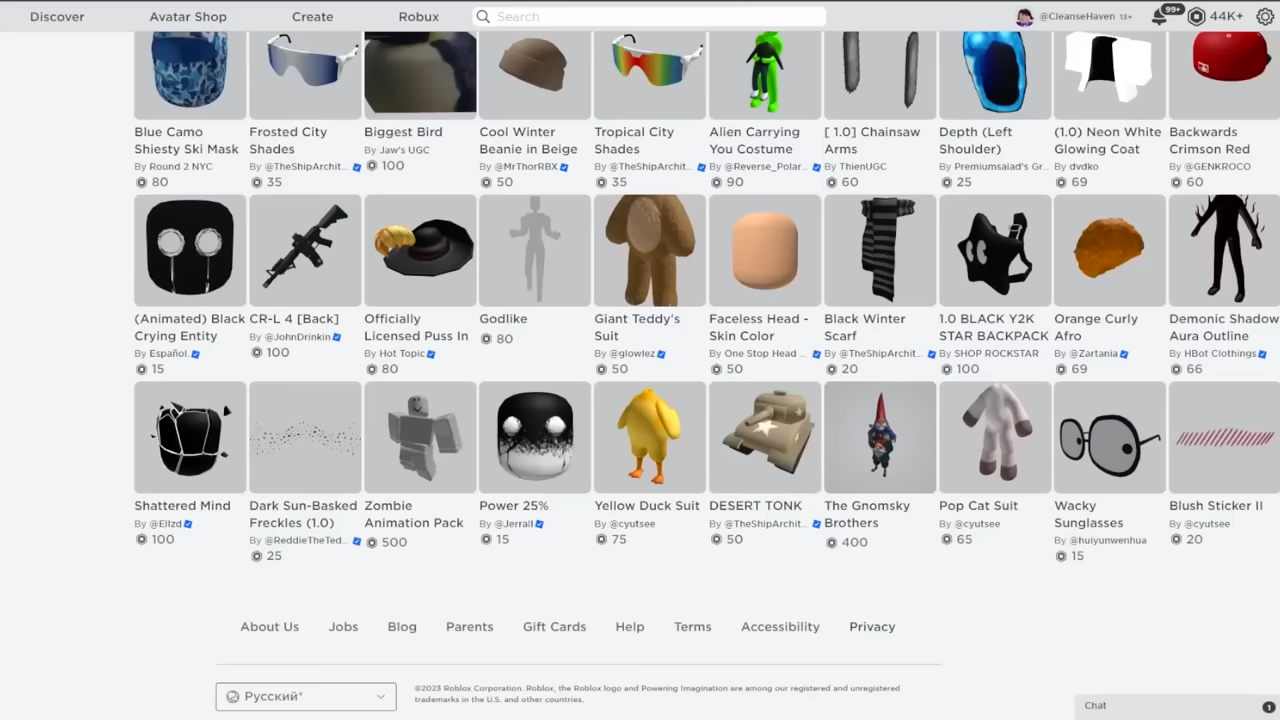 Discover Avatar Shop Create Robux Search @CleanseHaven 13+ 99+ 44K+
Blue Camo Frosted City Biggest Bird Cool Winter Tropical City Alien Carrying [ 1.0] Chainsaw Depth (Left (1.0) Neon White Backwards
Shiesty Ski Mask Shades By Jaw's UGC Beanie in Beige Shades You Costume Arms Shoulder) Glowing Coat Crimson Red
By Round 2 NYC By @TheShipArchit... 100 By @MrThorRBX By @TheShipArchit... By @Reverse_Polar... By ThienUGC By Premiumsalad's Gr... By dvdko By @GENKROCO
80 35 50 35 90 60 25 69 60
(Animated) Black CR-L 4 [Back] Officially Godlike Giant Teddy's Faceless Head - Black Winter 1.0 BLACK Y2K Orange Curly Demonic Shadow
Crying Entity By @JohnDrinkin Licensed Puss In 80 Suit Skin Color Scarf STAR BACKPACK Afro Aura Outline
By Español. 100 By Hot Topic By @glowlez By One Stop Head ... By @TheShipArchit... By SHOP ROCKSTAR By @Zartania By HBot Clothings
15 80 50 50 20 100 69 66
Shattered Mind Dark Sun-Basked Zombie Power 25% Yellow Duck Suit DESERT TONK The Gnomsky Pop Cat Suit Wacky Blush Sticker II
By @Ellzd Freckles (1.0) Animation Pack By @Jerrall By @cyutsee By @TheShipArchit... Brothers By @cyutsee Sunglasses By @cyutsee
100 By @ReddieTheTed... 500 15 75 50 400 65 By @huiyunwenhua 20
25 15
About Us Jobs Blog Parents Gift Cards Help Terms Accessibility Privacy
Русский*
©2023 Roblox Corporation. Roblox, the Roblox logo and Powering Imagination are among our registered and unregistered
trademarks in the U.S. and other countries.
Chat 1